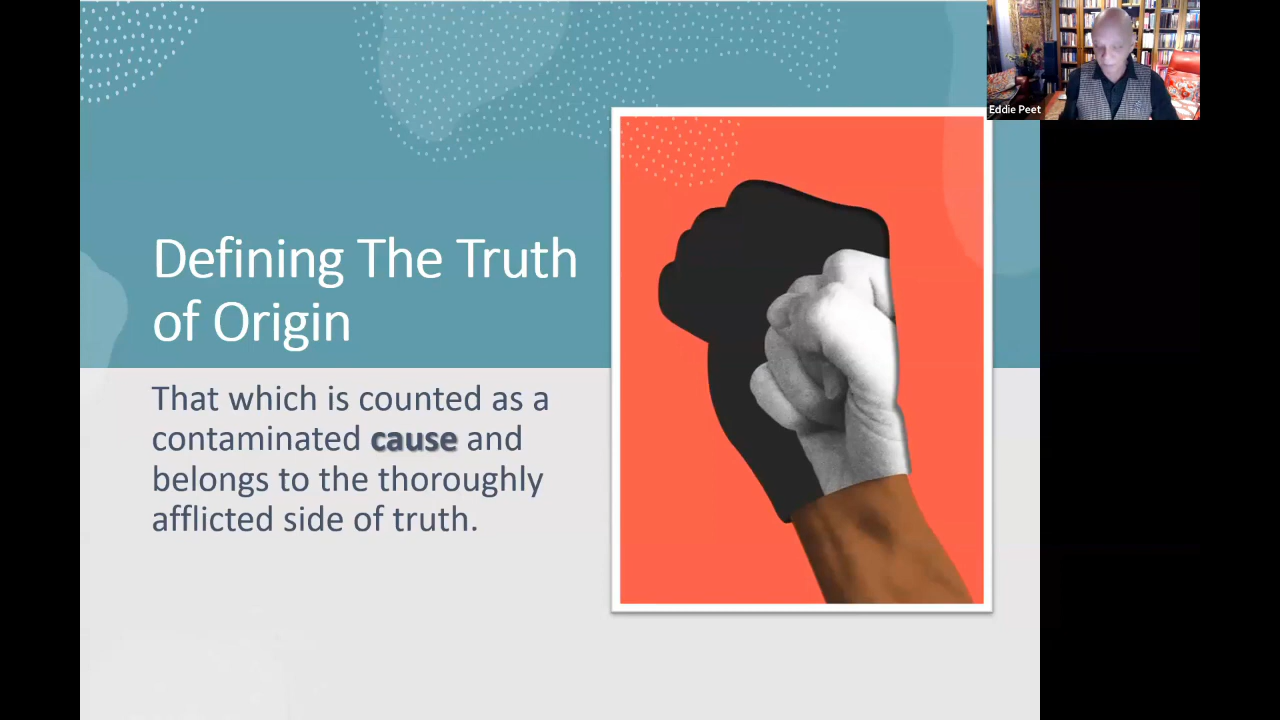 Defining The Truth
of Origin
That which is counted as a
contaminated cause and
belongs to the thoroughly
afflicted side of truth.
Eddie Peet